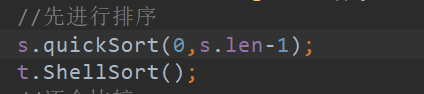 //先进行排序
s.quickSort(0,s.len-1);
t.ShellSort();